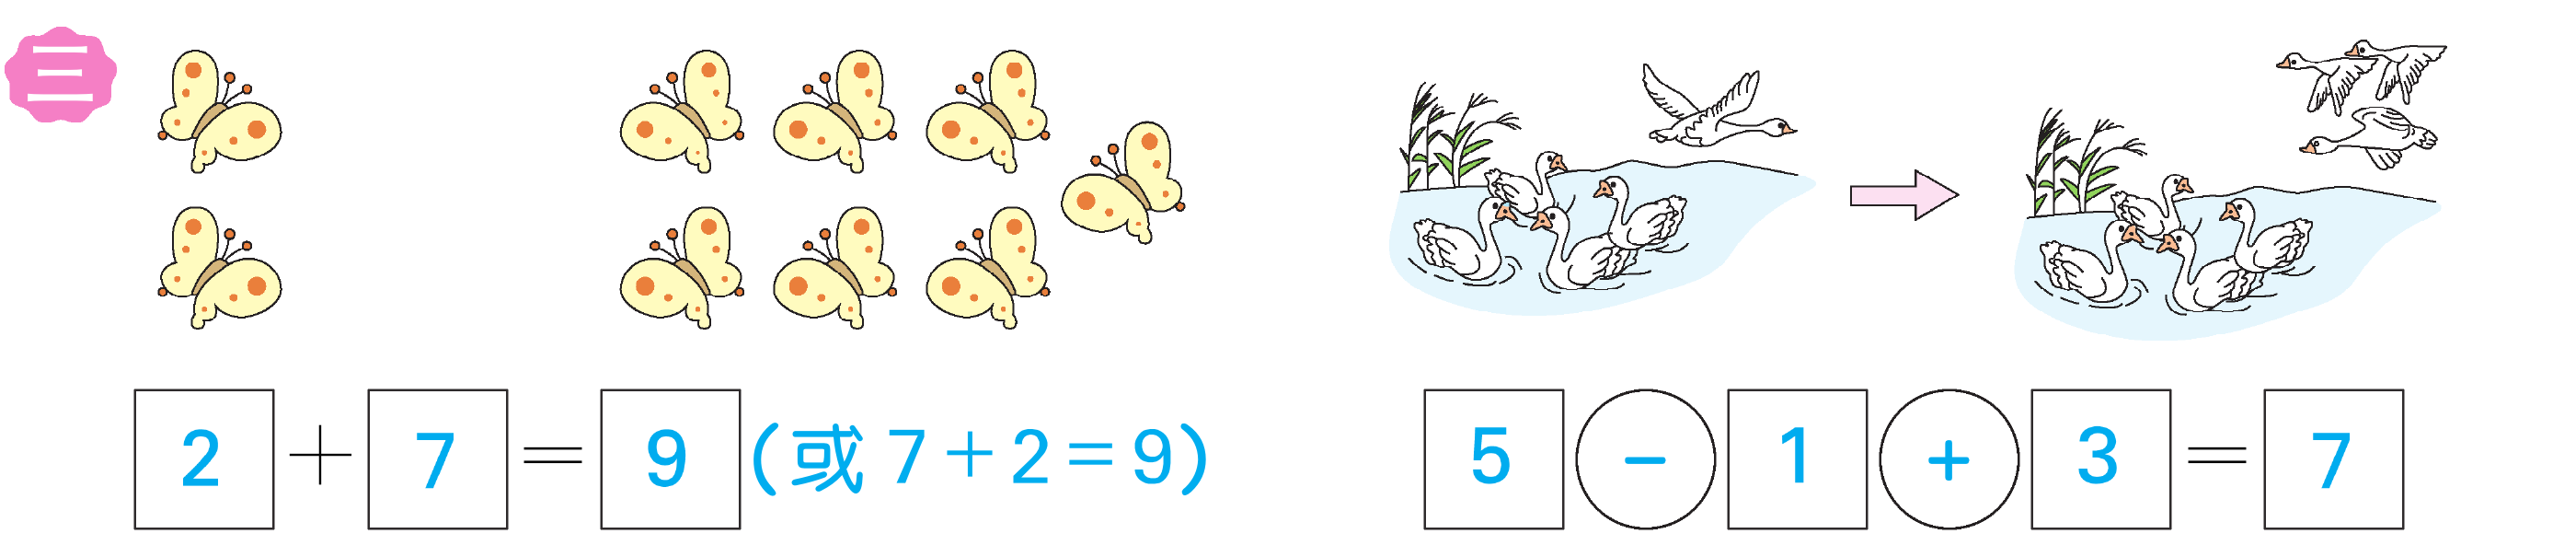 三
2 + 7 = 9 (或 7 + 2 = 9)
5 - 1 + 3 = 7